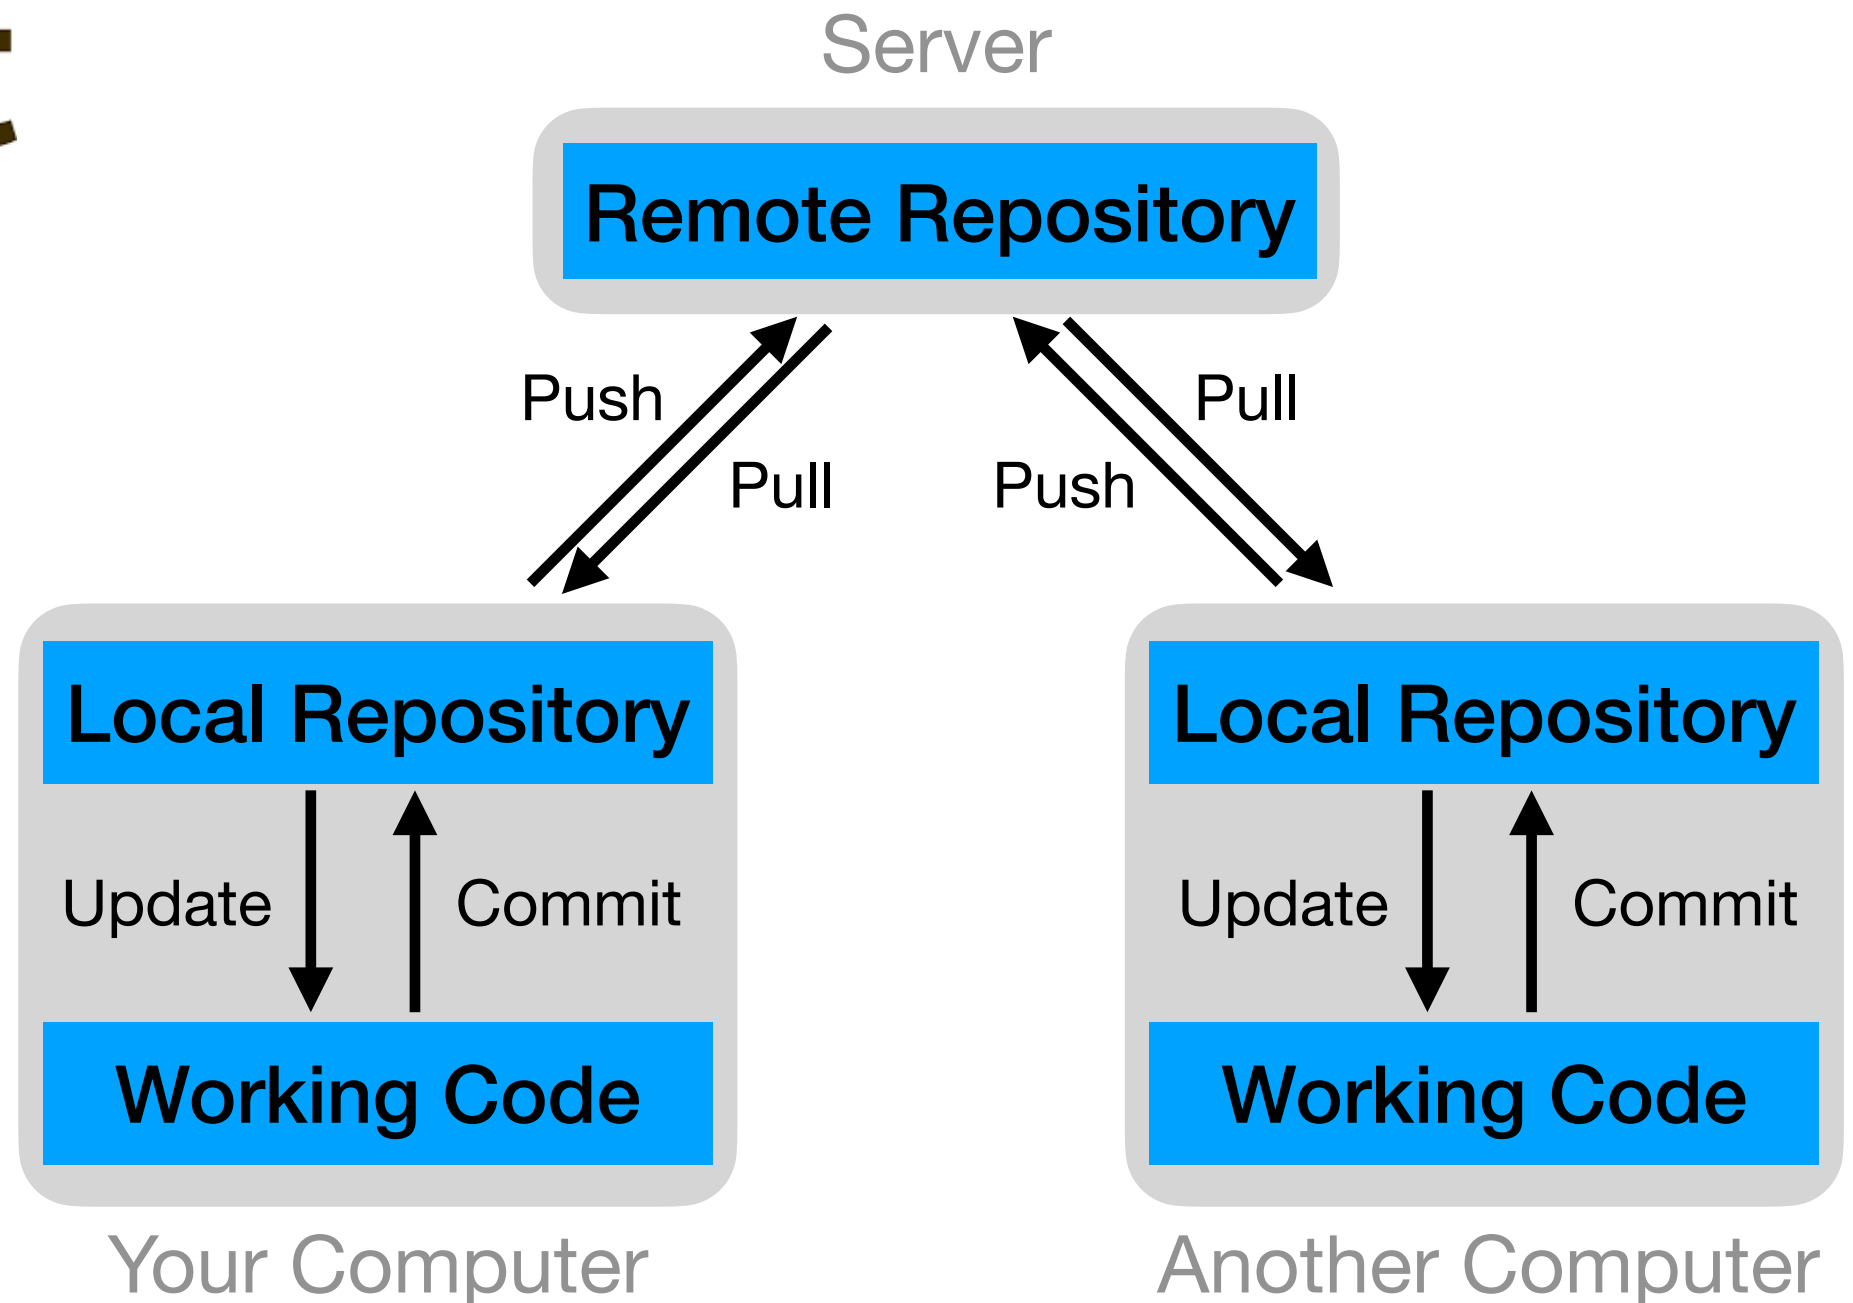 Server
Remote Repository
Push
Pull
Pull
Push
Local Repository
Update
Commit
Working Code
Your Computer
Local Repository
Update
Commit
Working Code
Another Computer